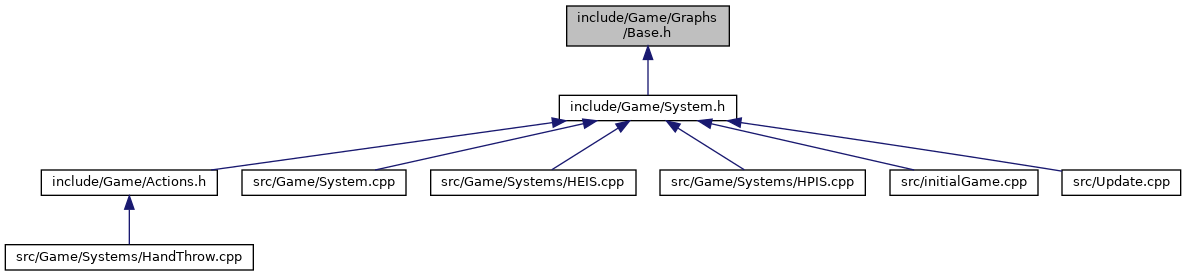 include/Game/Graphs
/Base.h
include/Game/System.h
include/Game/Actions.h
src/Game/System.cpp
src/Game/Systems/HEIS.cpp
src/Game/Systems/HPIS.cpp
src/initialGame.cpp
src/Update.cpp
src/Game/Systems/HandThrow.cpp